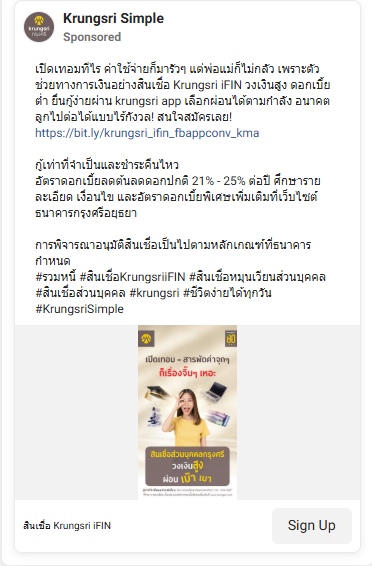 Krungsri Simple
Sponsored
krungsri
กรุงศรี
เปิดเทอมทีไร ค่าใช้จ่ายก็มารัวๆ แต่พ่อแม่ก็ไม่กลัว เพราะตัว
ช่วยทางการเงินอย่างสินเชื่อ Krungsri iFIN วงเงินสูง ดอกเบี้ย
ต่ำ ยื่นกู้ง่ายผ่าน krungsri app เลือกผ่อนได้ตามกำลัง อนาคต
ลูกไปต่อได้แบบไร้กังวล! สนใจสมัครเลย!
https://bit.ly/krungsri_ifin_fbappconv_kma
กู้เท่าที่จำเป็นและชำระคืนไหว
อัตราดอกเบี้ยลดต้นลดดอกปกติ 21% - 25% ต่อปี ศึกษาราย
ละเอียด เงื่อนไข และอัตราดอกเบี้ยพิเศษเพิ่มเติมที่เว็บไซต์
ธนาคารกรุงศรีอยุธยา
การพิจารณาอนุมัติสินเชื่อเป็นไปตามหลักเกณฑ์ที่ธนาคาร
กำหนด
#รวมหนี้ #สินเชื่อKrungsriiFIN #สินเชื่อหมุนเวียนส่วนบุคคล
#สินเชื่อส่วนบุคคล #krungsri #ชีวิตง่ายได้ทุกวัน
#KrungsriSimple
เปิดเทอม - สารพัดค่าจุกๆ
ก็เรื่องจิ๊บๆ เหอะ
สินเชื่อส่วนบุคคลกรุงศรี
วงเงินสูง
ผ่อน เบา เบา
สินเชื่อ Krungsri iFIN
Sign Up